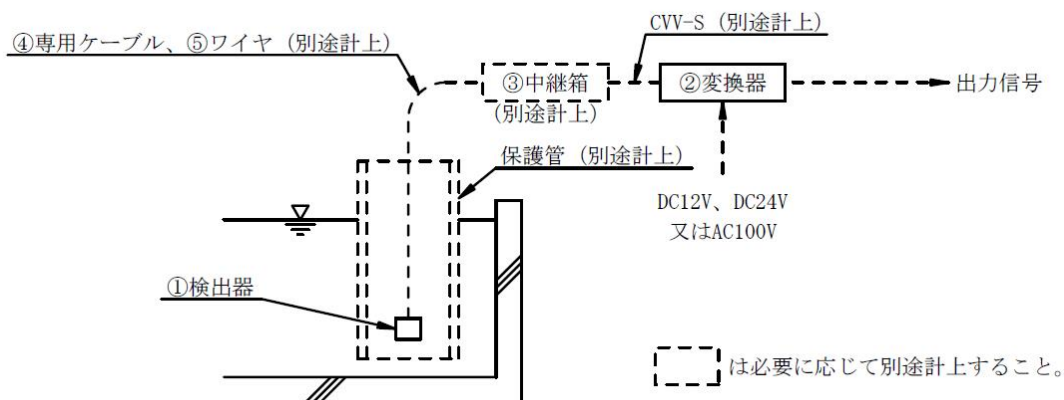 CVV-S (別途計上)
④専用ケーブル、⑤ワイヤ (別途計上)
③中継箱
(別途計上)
②変換器
出力信号
保護管 (別途計上)
DC12V、DC24V
又はAC100V
①検出器
は必要に応じて別途計上すること。